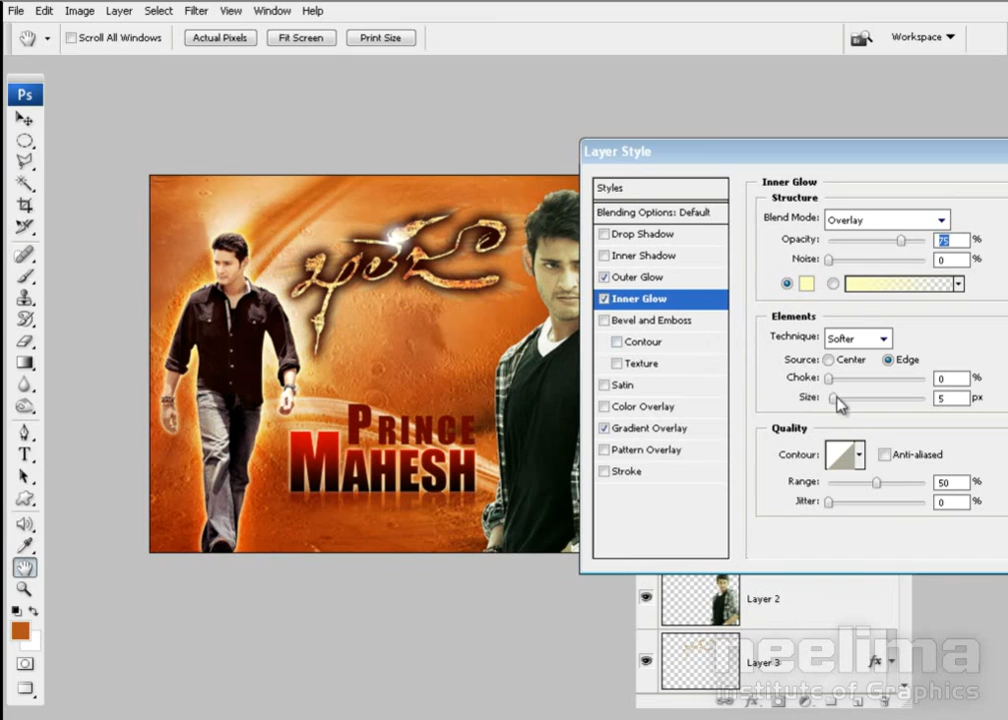 File Edit Image Layer Select Filter View Window Help
Scroll All Windows Actual Pixels Fit Screen Print Size Workspace
Ps
Layer Style
Styles
Blending Options: Default
Drop Shadow
Inner Shadow
Outer Glow
Inner Glow
Bevel and Emboss
Contour
Texture
Satin
Color Overlay
Gradient Overlay
Pattern Overlay
Stroke
Inner Glow
Structure
Blend Mode: Overlay
Opacity: 75 %
Noise: 0 %
Elements
Technique: Softer
Source: Center Edge
Choke: 0 %
Size: 5 px
Quality
Contour: Anti-aliased
Range: 50 %
Jitter: 0 %
ఖలేజా
PRINCE
MAHESH
T
Layer 2
Layer 3 fx
neelima
institute of Graphics